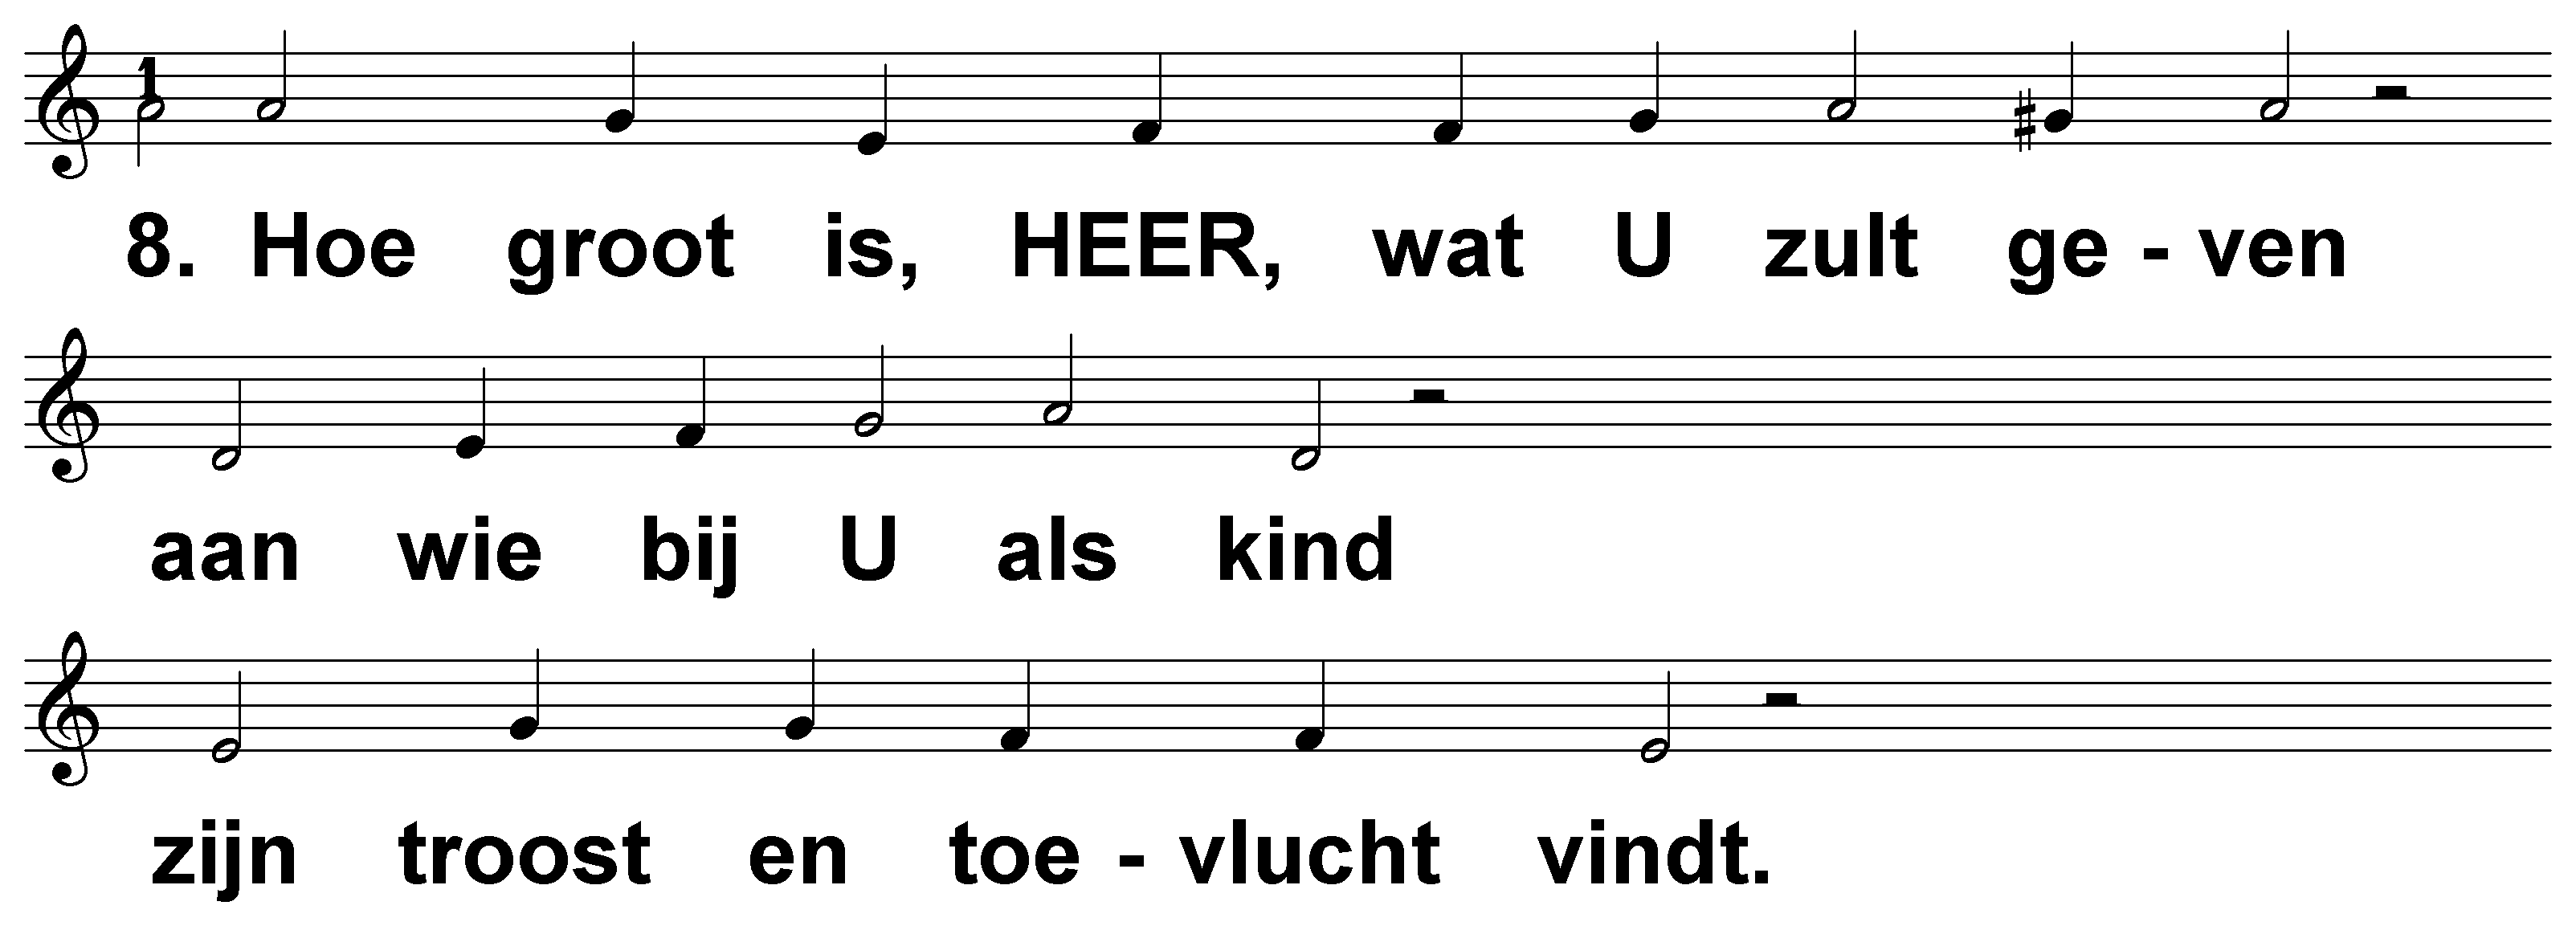 1
8. Hoe groot is, HEER, wat U zult ge - ven
aan wie bij U als kind
zijn troost en toe - vlucht vindt.